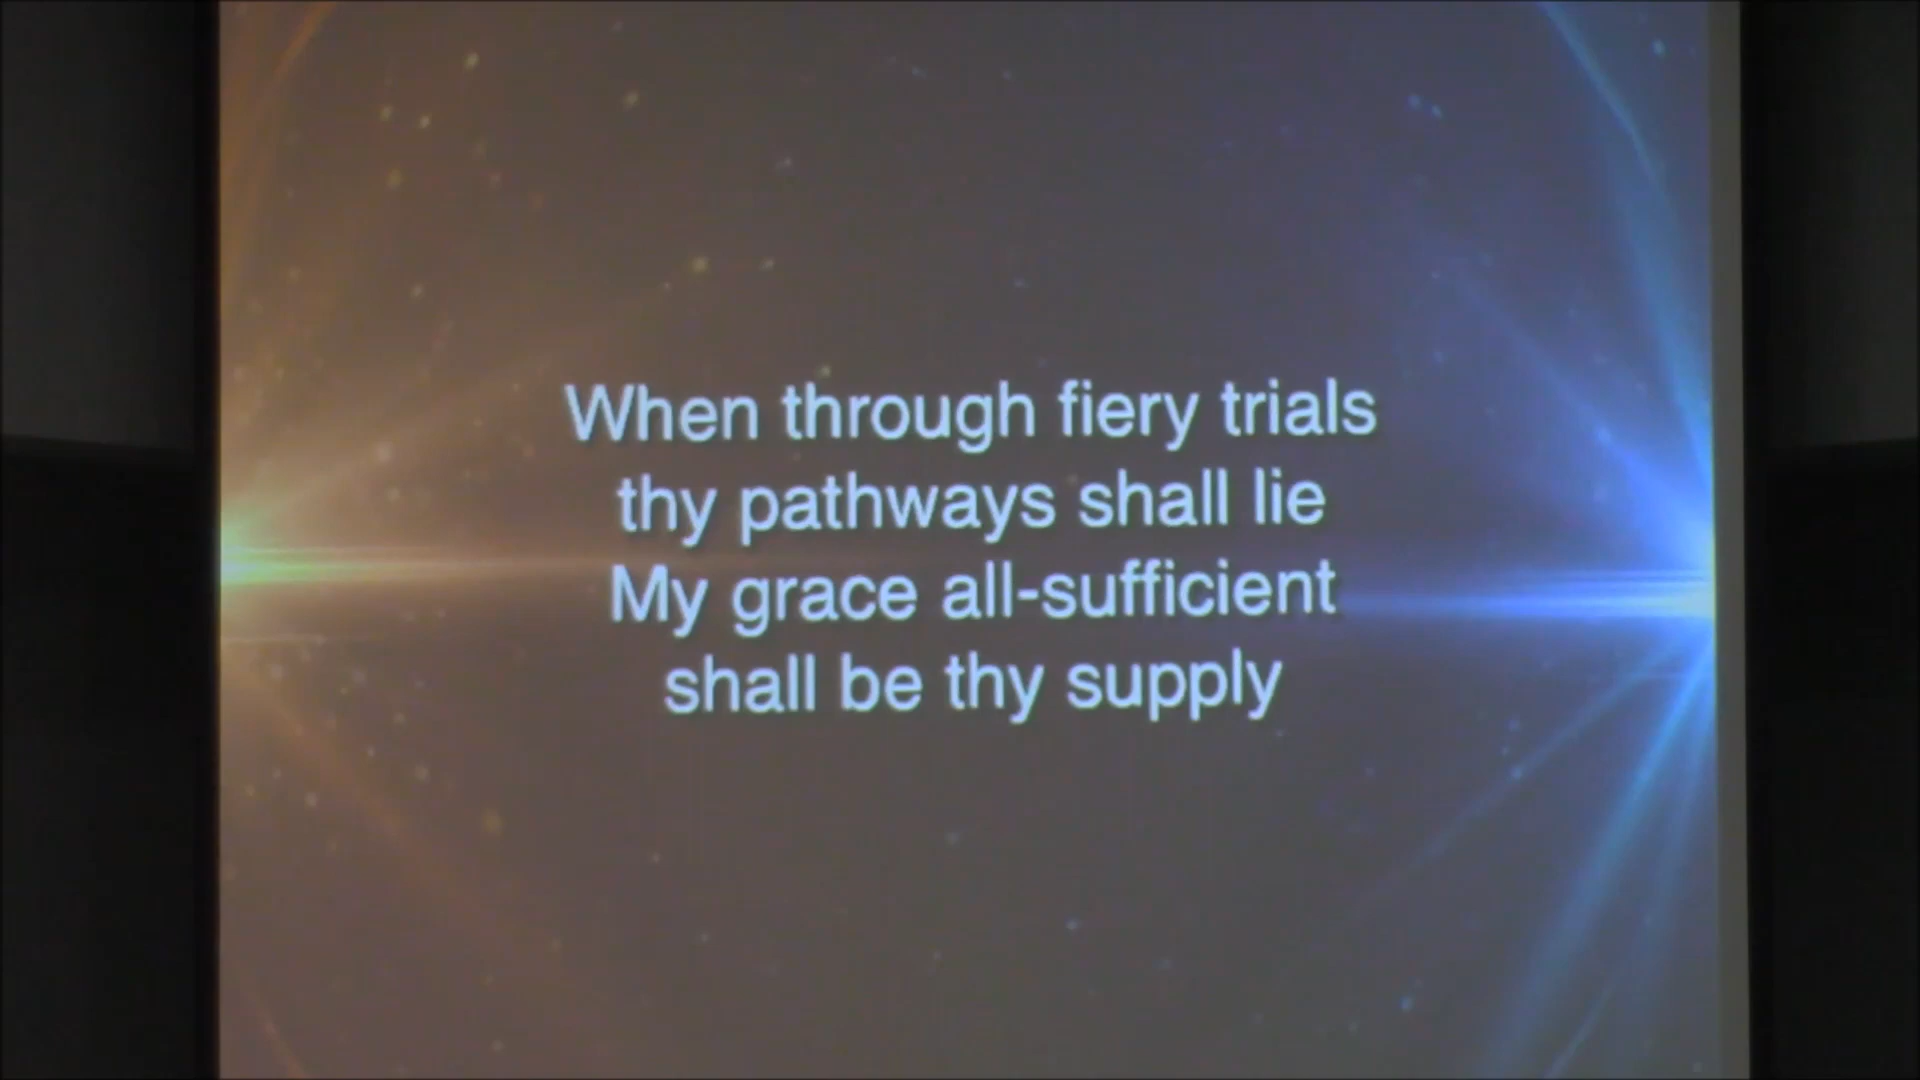 When through fiery trials
thy pathways shall lie
My grace all-sufficient
shall be thy supply